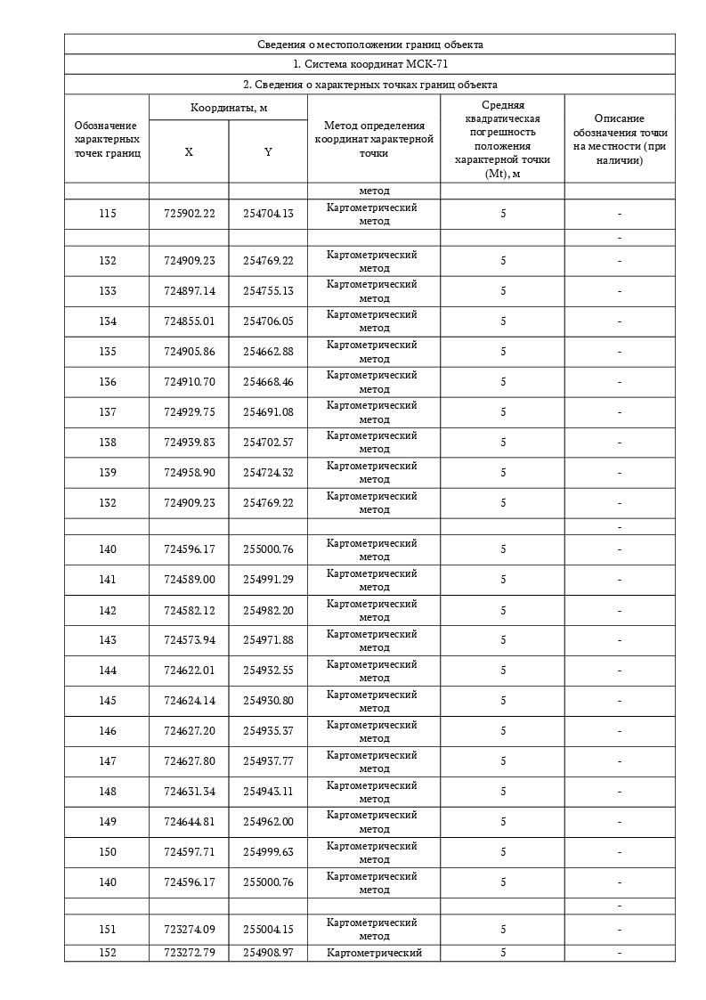 Сведения о местоположении границ объекта
1. Система координат МСК-71
2. Сведения о характерных точках границ объекта
Обозначение
характерных
точек границ
Координаты, м
X
Y
Метод определения
координат характерной
точки
Средняя
квадратическая
погрешность
положения
характерной точки
(Mt), м
Описание
обозначения точки
на местности (при
наличии)
метод
115 725902.22 254704.13 Картометрический 5 -
метод
-
132 724909.23 254769.22 Картометрический 5 -
метод
133 724897.14 254755.13 Картометрический 5 -
метод
134 724855.01 254706.05 Картометрический 5 -
метод
135 724905.86 254662.88 Картометрический 5 -
метод
136 724910.70 254668.46 Картометрический 5 -
метод
137 724929.75 254691.08 Картометрический 5 -
метод
138 724939.83 254702.57 Картометрический 5 -
метод
139 724958.90 254724.32 Картометрический 5 -
метод
132 724909.23 254769.22 Картометрический 5 -
метод
-
140 724596.17 255000.76 Картометрический 5 -
метод
141 724589.00 254991.29 Картометрический 5 -
метод
142 724582.12 254982.20 Картометрический 5 -
метод
143 724573.94 254971.88 Картометрический 5 -
метод
144 724622.01 254932.55 Картометрический 5 -
метод
145 724624.14 254930.80 Картометрический 5 -
метод
146 724627.20 254935.37 Картометрический 5 -
метод
147 724627.80 254937.77 Картометрический 5 -
метод
148 724631.34 254943.11 Картометрический 5 -
метод
149 724644.81 254962.00 Картометрический 5 -
метод
150 724597.71 254999.63 Картометрический 5 -
метод
140 724596.17 255000.76 Картометрический 5 -
метод
-
151 723274.09 255004.15 Картометрический 5 -
метод
152 723272.79 254908.97 Картометрический 5 -